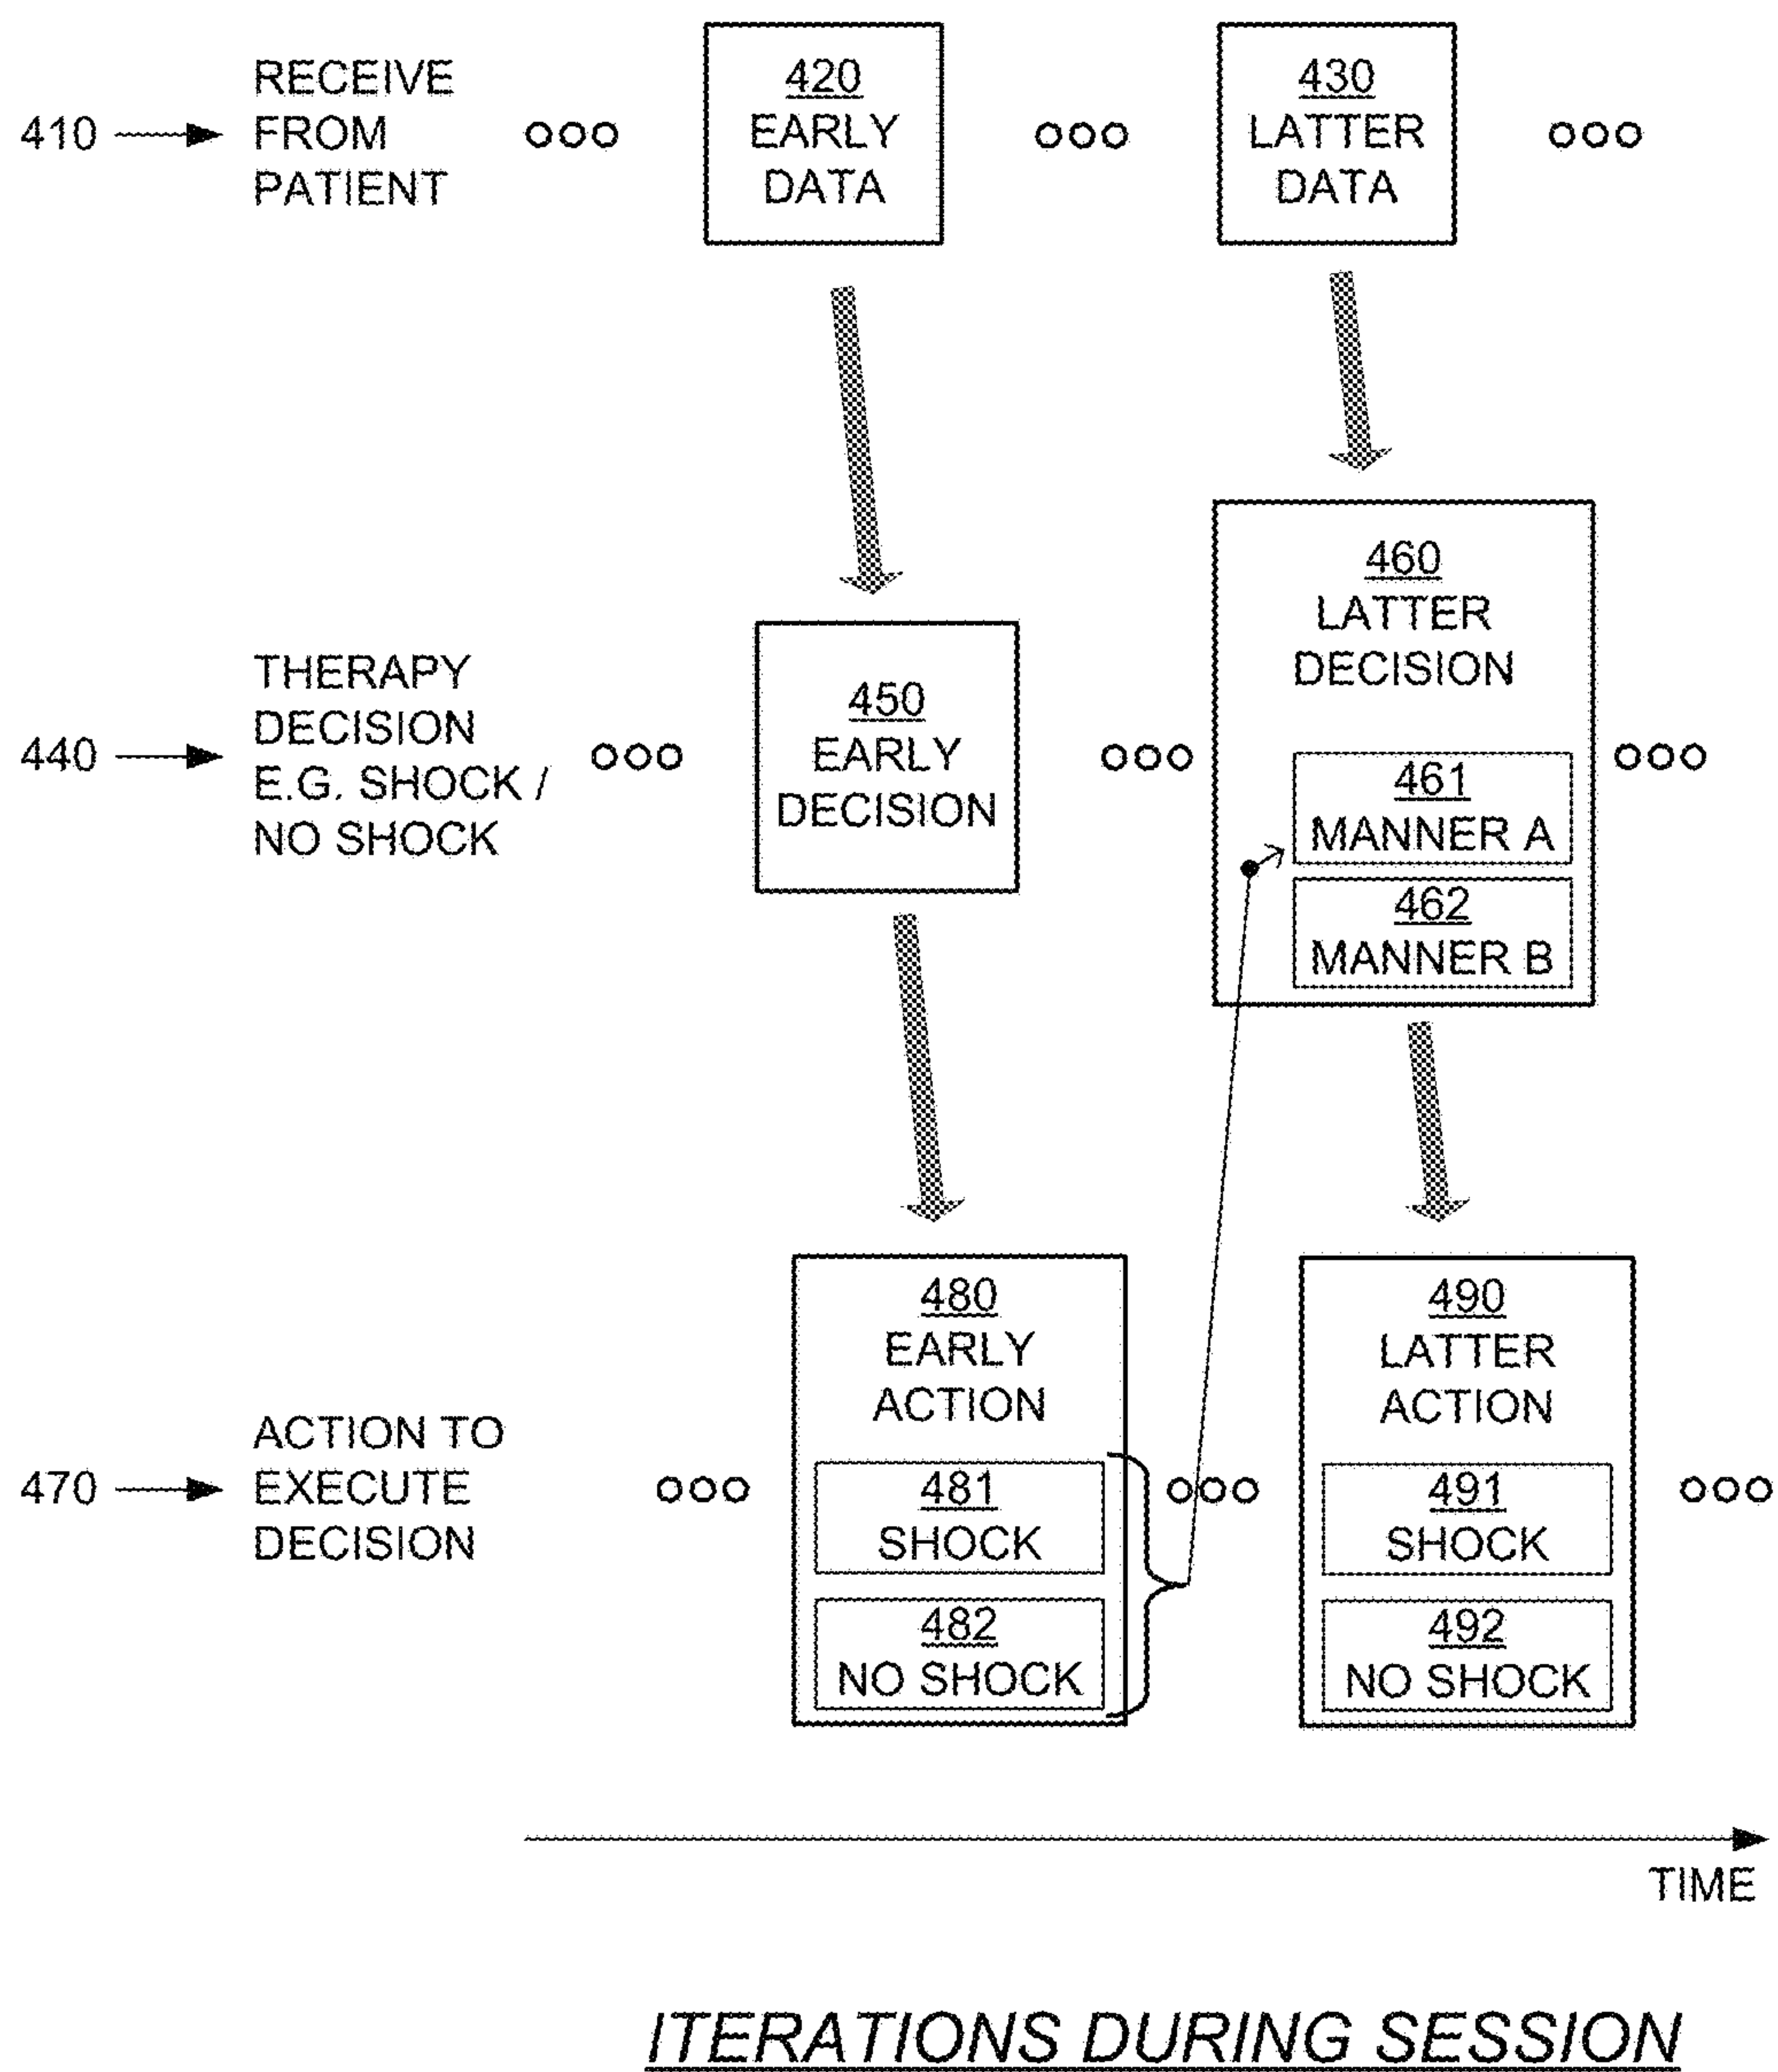 410
RECEIVE
FROM
PATIENT
420
EARLY
DATA
430
LATTER
DATA
440
THERAPY
DECISION
E.G. SHOCK /
NO SHOCK
450
EARLY
DECISION
460
LATTER
DECISION
461
MANNER A
462
MANNER B
470
ACTION TO
EXECUTE
DECISION
480
EARLY
ACTION
481
SHOCK
482
NO SHOCK
490
LATTER
ACTION
491
SHOCK
492
NO SHOCK
TIME
ITERATIONS DURING SESSION